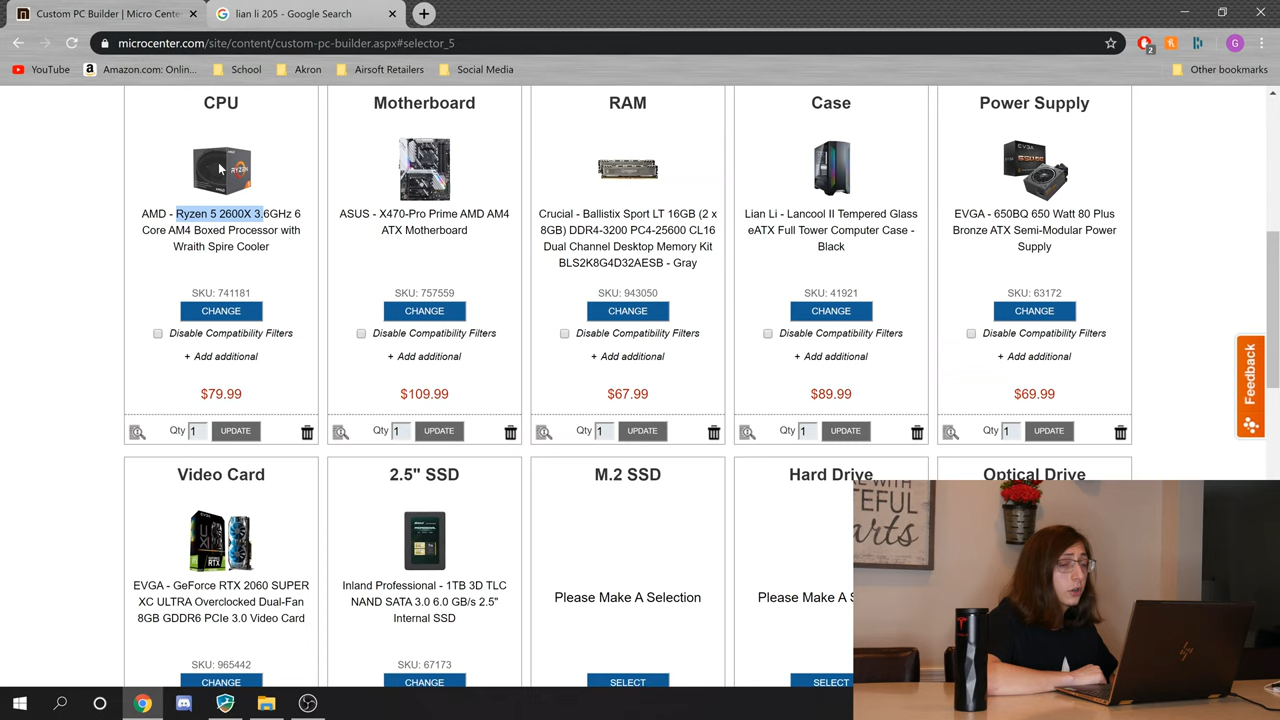 Custom PC Builder | Micro Center
lian li 205 - Google Search
microcenter.com/site/content/custom-pc-builder.aspx#selector_5
2
G
YouTube
Amazon.com: Onlin...
School
Akron
Airsoft Retailers
Social Media
Other bookmarks
CPU
Motherboard
RAM
Case
Power Supply
RYZEN
AMD - Ryzen 5 2600X 3.6GHz 6
Core AM4 Boxed Processor with
Wraith Spire Cooler
ASUS - X470-Pro Prime AMD AM4
ATX Motherboard
Crucial - Ballistix Sport LT 16GB (2 x
8GB) DDR4-3200 PC4-25600 CL16
Dual Channel Desktop Memory Kit
BLS2K8G4D32AESB - Gray
Lian Li - Lancool II Tempered Glass
eATX Full Tower Computer Case -
Black
EVGA - 650BQ 650 Watt 80 Plus
Bronze ATX Semi-Modular Power
Supply
SKU: 741181
SKU: 757559
SKU: 943050
SKU: 41921
SKU: 63172
CHANGE
CHANGE
CHANGE
CHANGE
CHANGE
Disable Compatibility Filters
Disable Compatibility Filters
Disable Compatibility Filters
Disable Compatibility Filters
Disable Compatibility Filters
+ Add additional
+ Add additional
+ Add additional
+ Add additional
+ Add additional
$79.99
$109.99
$67.99
$89.99
$69.99
Qty 1 UPDATE
Qty 1 UPDATE
Qty 1 UPDATE
Qty 1 UPDATE
Qty 1 UPDATE
Feedback
Video Card
2.5" SSD
M.2 SSD
Hard Drive
Optical Drive
EVGA - GeForce RTX 2060 SUPER
XC ULTRA Overclocked Dual-Fan
8GB GDDR6 PCIe 3.0 Video Card
Inland Professional - 1TB 3D TLC
NAND SATA 3.0 6.0 GB/s 2.5"
Internal SSD
Please Make A Selection
Please Make A S
SKU: 965442
SKU: 67173
CHANGE
CHANGE
SELECT
SELECT